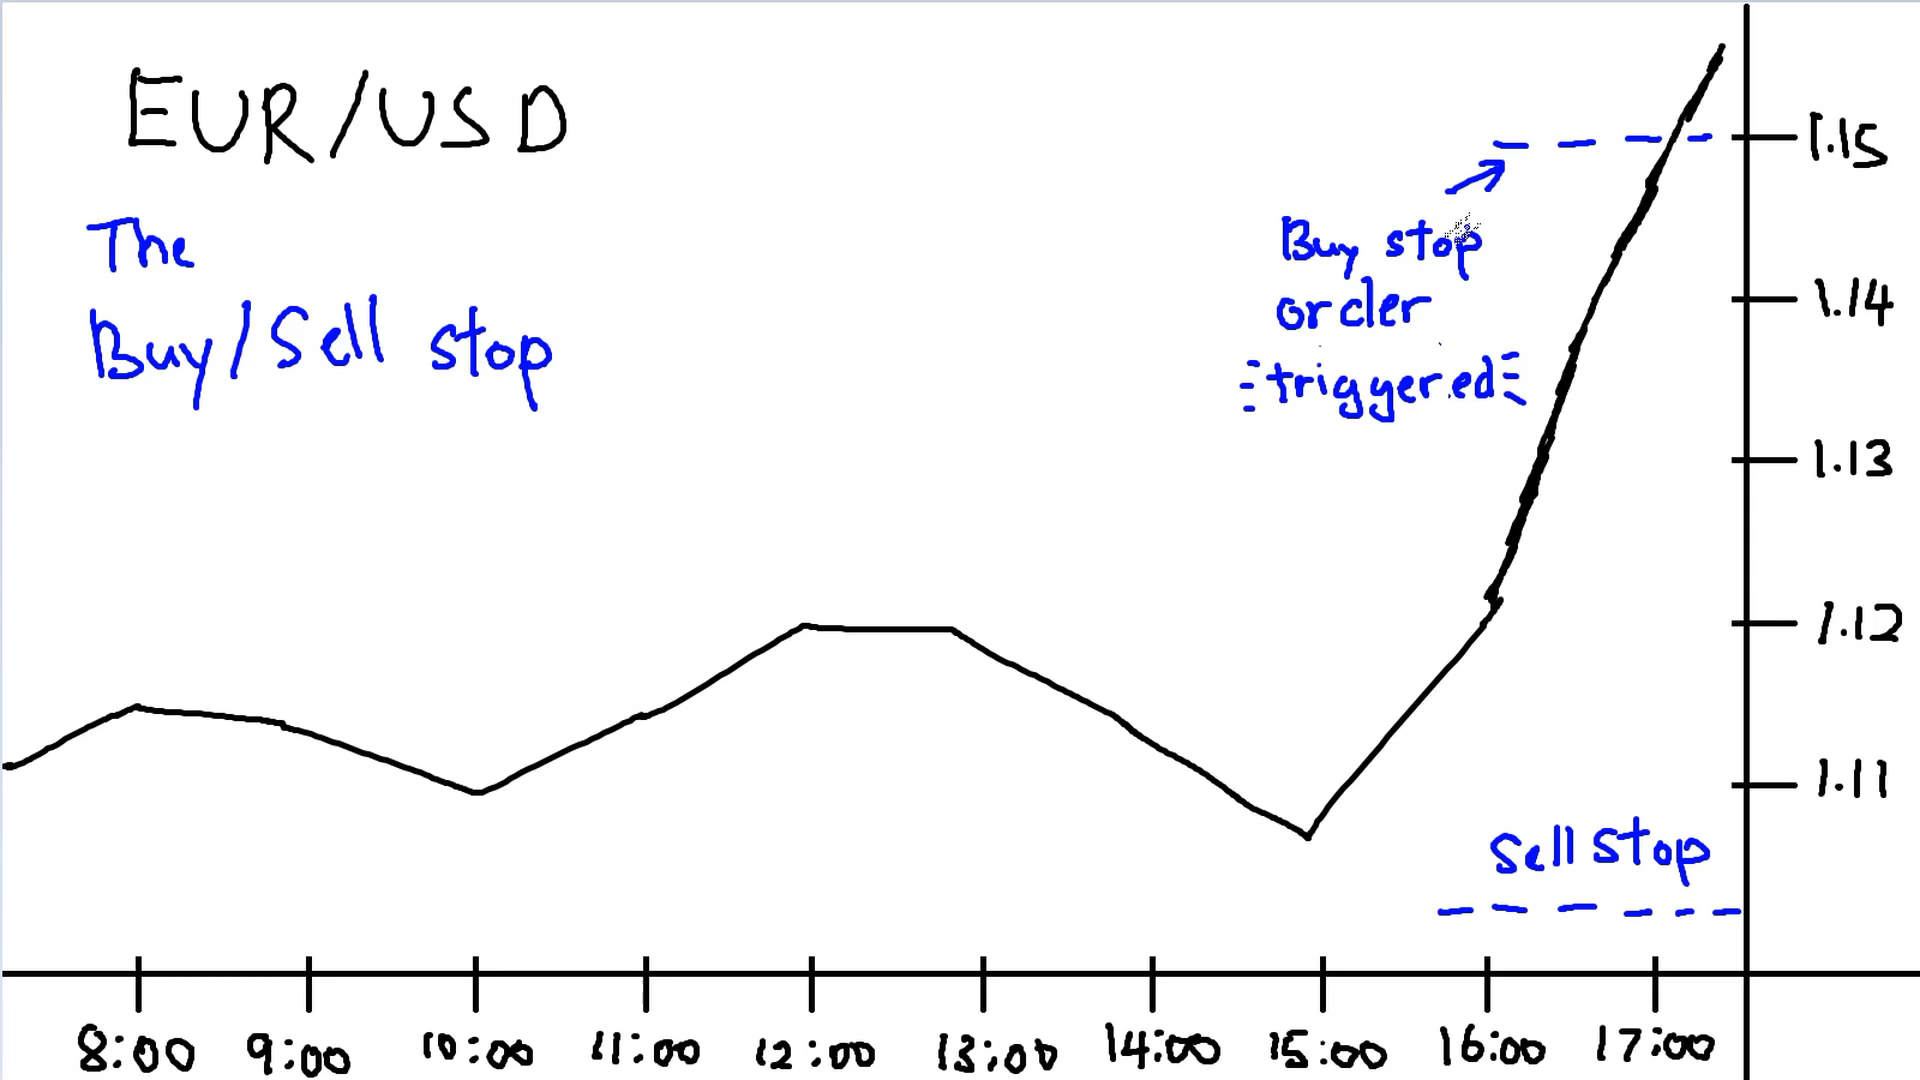 EUR/USD
The
Buy/Sell stop
Buy stop
order
triggered
1.15
1.14
1.13
1.12
1.11
Sell Stop
8:00 9:00 10:00 11:00 12:00 13:00 14:00 15:00 16:00 17:00